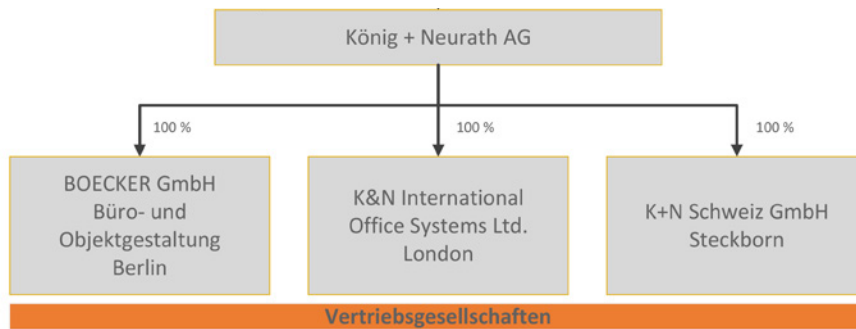 König + Neurath AG
100 %
100 %
100 %
BOECKER GmbH
Büro- und
Objektgestaltung
Berlin
K&N International
Office Systems Ltd.
London
K+N Schweiz GmbH
Steckborn
Vertriebsgesellschaften